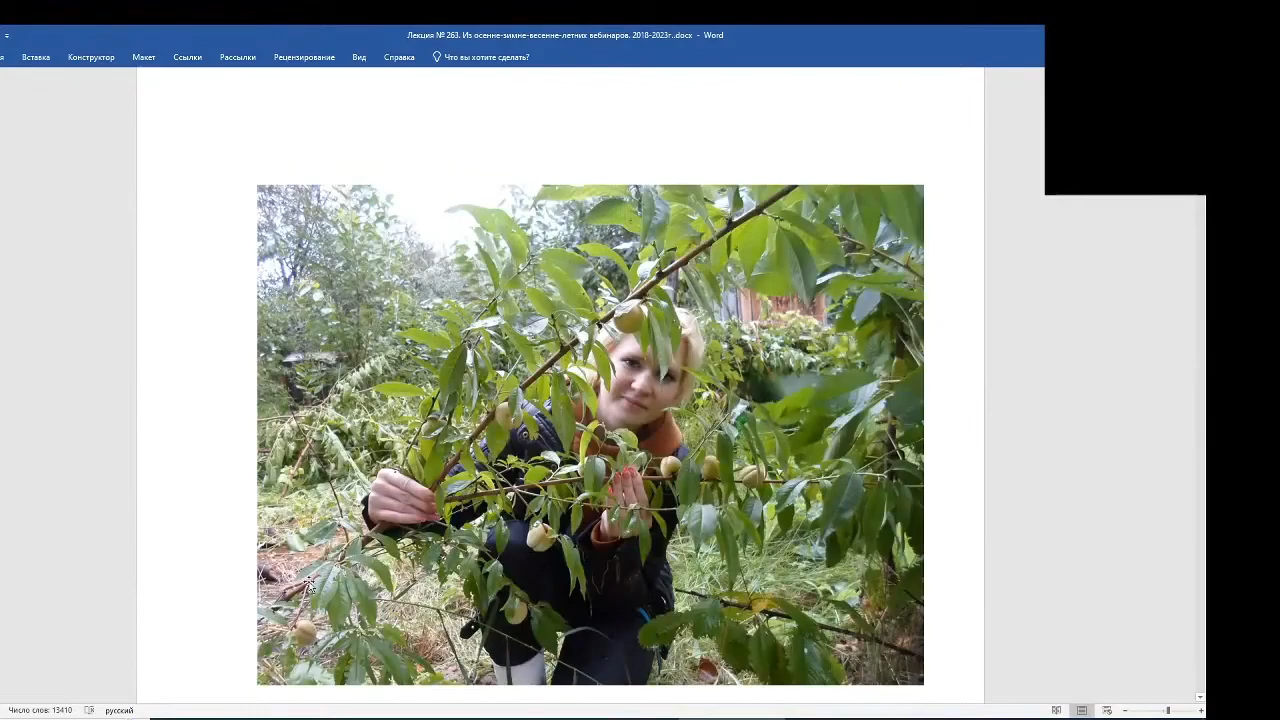 Лекция № 263. Из осенне-зимне-весенне-летних вебинаров. 2018-2023г..docx - Word
я Вставка Конструктор Макет Ссылки Рассылки Рецензирование Вид Справка Что вы хотите сделать?
Число слов: 13410 русский